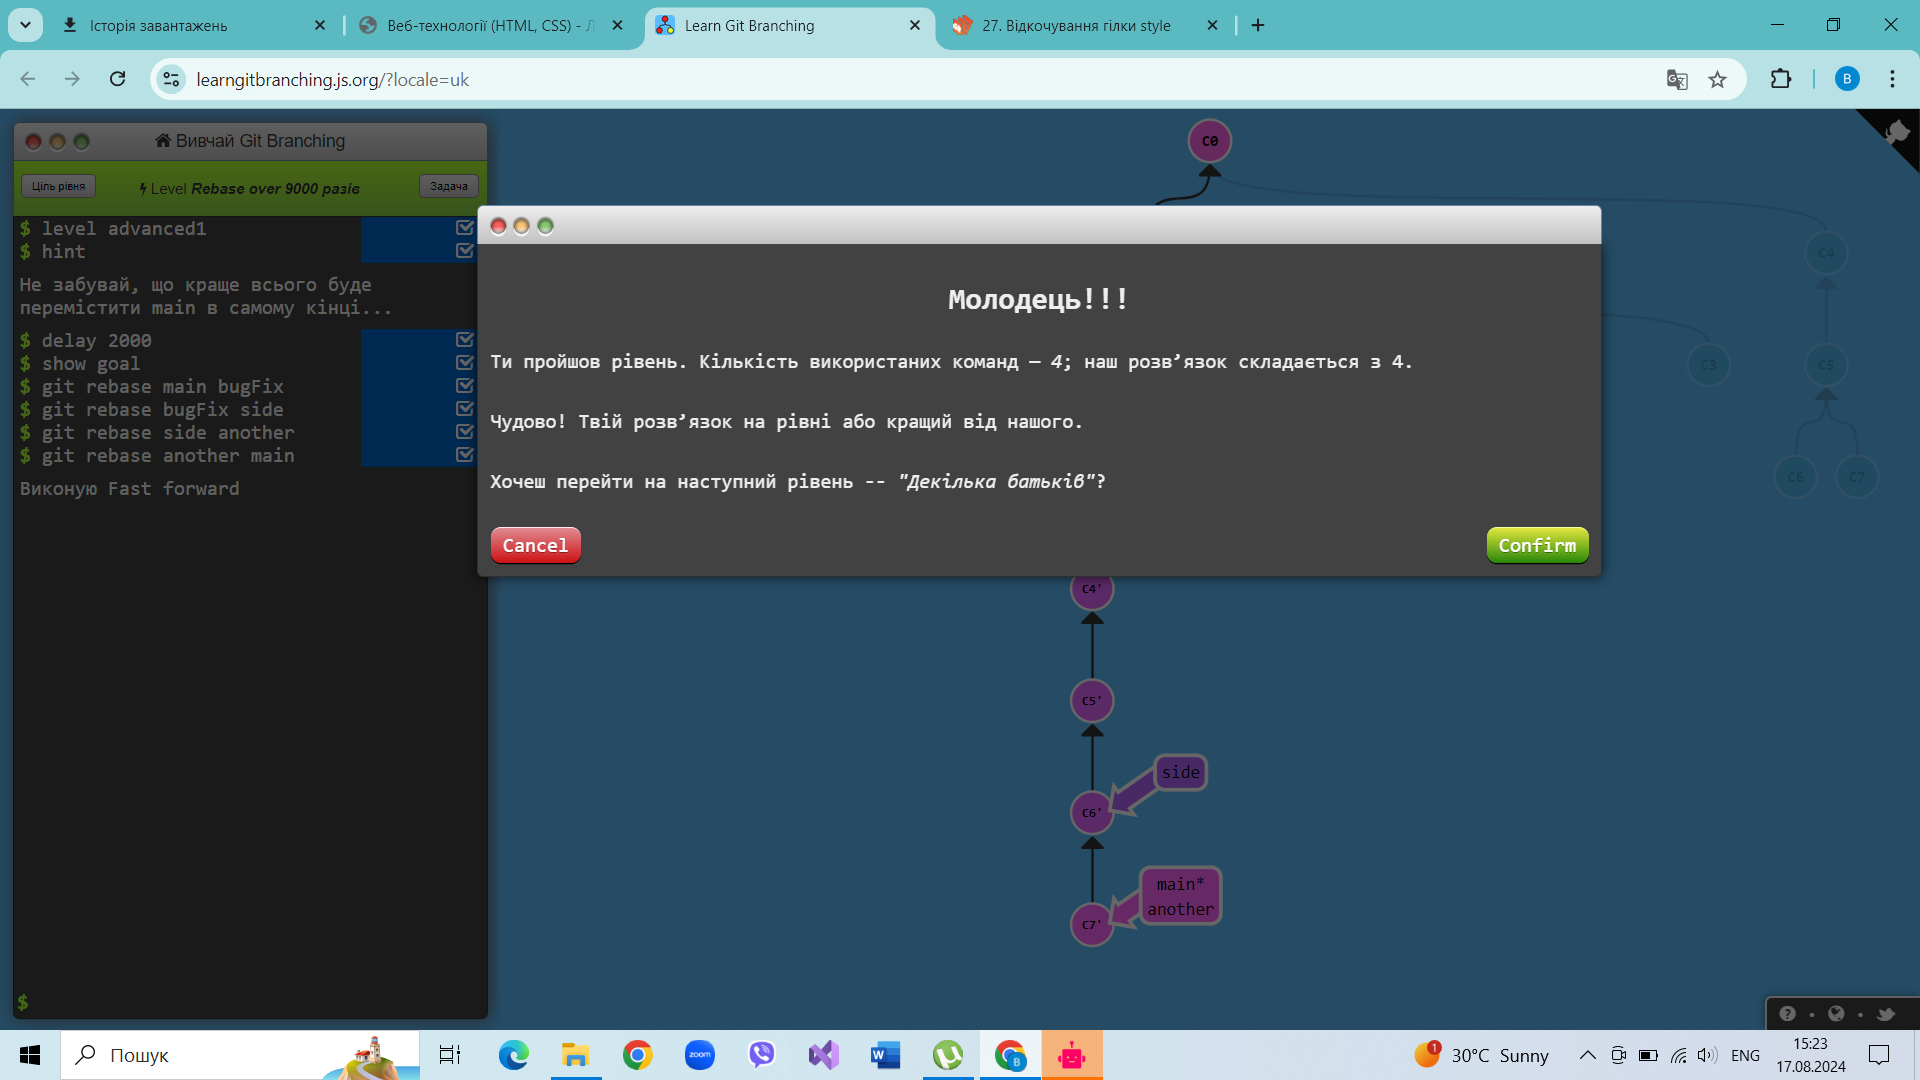 Історія завантажень
Веб-технології (HTML, CSS) - Л
Learn Git Branching
27. Відкочування гілки style
learngitbranching.js.org/?locale=uk
B
Вивчай Git Branching
Ціль рівня
Level Rebase over 9000 разів
Задача
$ level advanced1
$ hint
Не забувай, що краще всього буде
перемістити main в самому кінці...
$ delay 2000
$ show goal
$ git rebase main bugFix
$ git rebase bugFix side
$ git rebase side another
$ git rebase another main
Виконую Fast forward
$
C0
C4
C3
C5
C6
C7
Молодець!!!
Ти пройшов рівень. Кількість використаних команд – 4; наш розв’язок складається з 4.
Чудово! Твій розв’язок на рівні або кращий від нашого.
Хочеш перейти на наступний рівень -- "Декілька батьків"?
Cancel
Confirm
C4'
C5'
side
C6'
main*
another
C7'
Пошук
zoom
W
B
1
30°C Sunny
ENG
15:23
17.08.2024